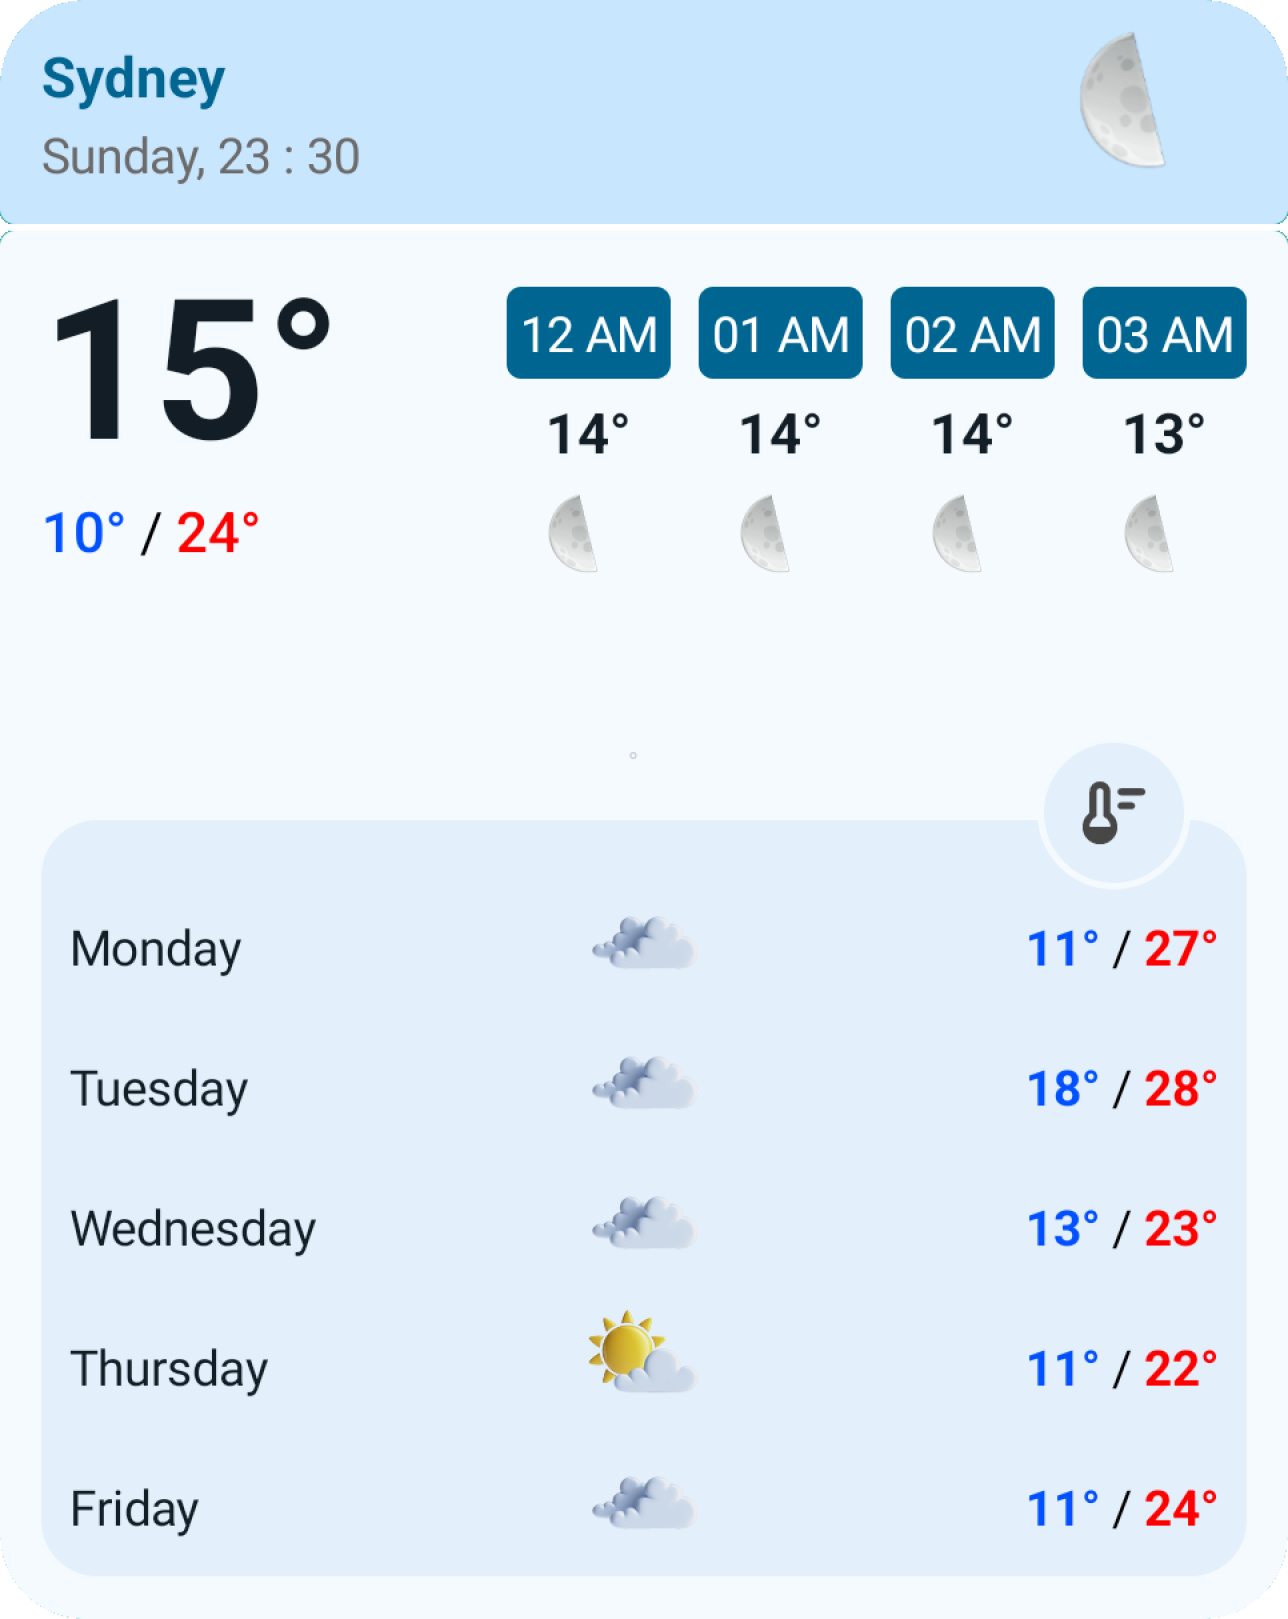 Sydney
Sunday, 23 : 30
15°
10° / 24°
12 AM 01 AM 02 AM 03 AM
14° 14° 14° 13°
Monday 11° / 27°
Tuesday 18° / 28°
Wednesday 13° / 23°
Thursday 11° / 22°
Friday 11° / 24°